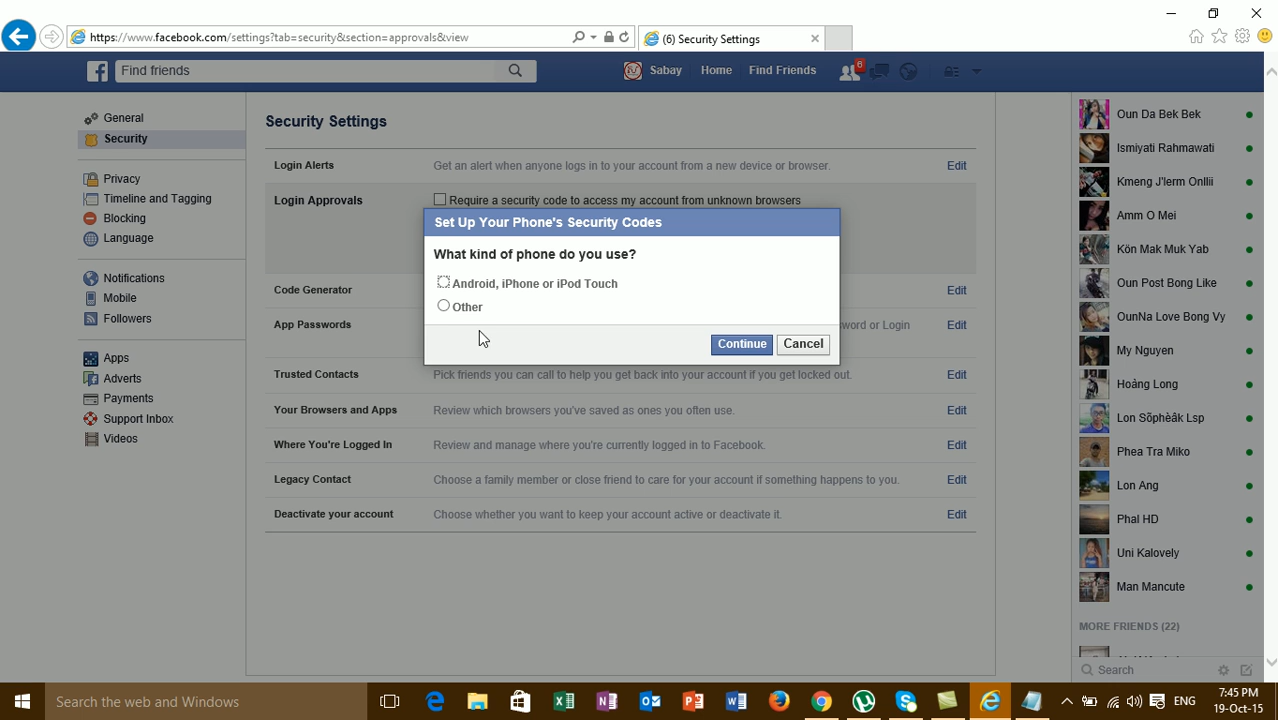 https://www.facebook.com/settings?tab=security&section=approvals&view
(6) Security Settings
Find friends
Sabay
Home
Find Friends
6
General
Security
Privacy
Timeline and Tagging
Blocking
Language
Notifications
Mobile
Followers
Apps
Adverts
Payments
Support Inbox
Videos
Security Settings
Login Alerts
Get an alert when anyone logs in to your account from a new device or browser.
Edit
Login Approvals
Require a security code to access my account from unknown browsers
Set Up Your Phone's Security Codes
What kind of phone do you use?
Android, iPhone or iPod Touch
Other
Continue
Cancel
Code Generator
Edit
App Passwords
sword or Login
Edit
Trusted Contacts
Pick friends you can call to help you get back into your account if you get locked out.
Edit
Your Browsers and Apps
Review which browsers you've saved as ones you often use.
Edit
Where You're Logged In
Review and manage where you're currently logged in to Facebook.
Edit
Legacy Contact
Choose a family member or close friend to care for your account if something happens to you.
Edit
Deactivate your account
Choose whether you want to keep your account active or deactivate it.
Edit
Oun Da Bek Bek
Ismiyati Rahmawati
Kmeng J'lerm Onllii
Amm O Mei
Kön Mak Muk Yab
Oun Post Bong Like
OunNa Love Bong Vy
My Nguyen
Hoảng Long
Lon Sõphèâk Lsp
Phea Tra Miko
Lon Ang
Phal HD
Uni Kalovely
Man Mancute
MORE FRIENDS (22)
Search
Search the web and Windows
ENG
7:45 PM
19-Oct-15